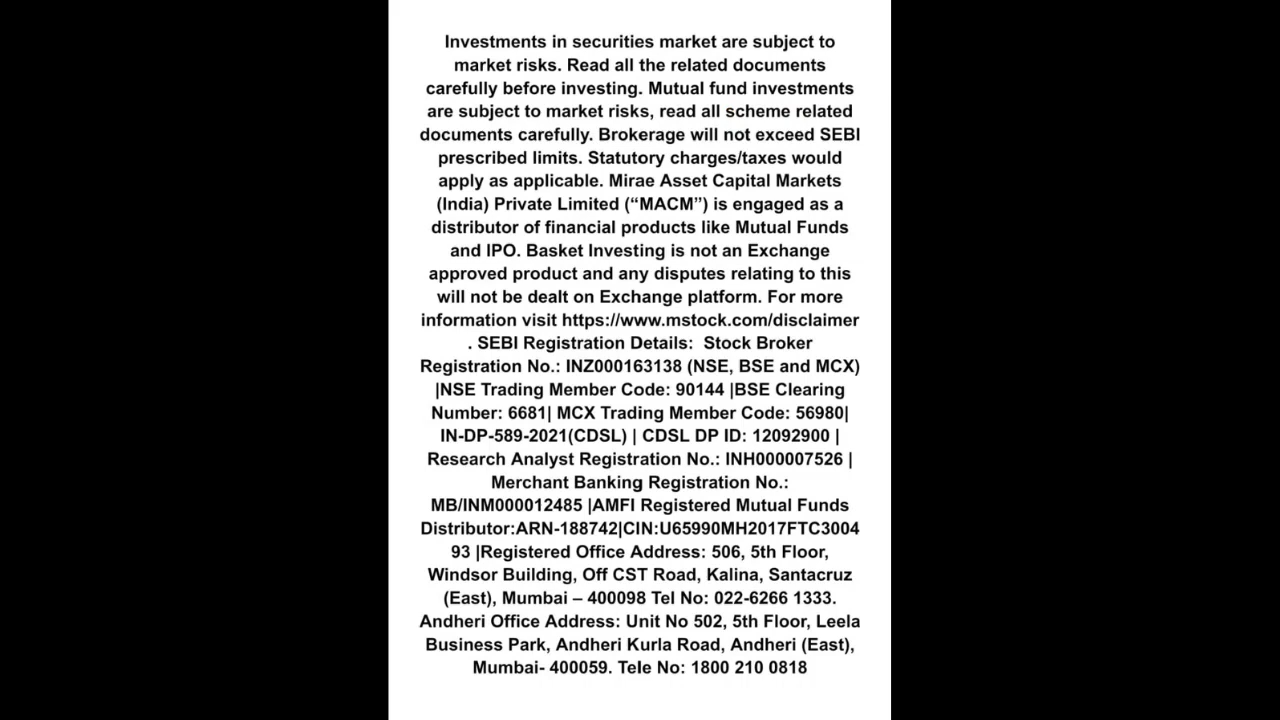 Investments in securities market are subject to
market risks. Read all the related documents
carefully before investing. Mutual fund investments
are subject to market risks, read all scheme related
documents carefully. Brokerage will not exceed SEBI
prescribed limits. Statutory charges/taxes would
apply as applicable. Mirae Asset Capital Markets
(India) Private Limited (“MACM”) is engaged as a
distributor of financial products like Mutual Funds
and IPO. Basket Investing is not an Exchange
approved product and any disputes relating to this
will not be dealt on Exchange platform. For more
information visit https://www.mstock.com/disclaimer
. SEBI Registration Details:  Stock Broker
Registration No.: INZ000163138 (NSE, BSE and MCX)
|NSE Trading Member Code: 90144 |BSE Clearing
Number: 6681| MCX Trading Member Code: 56980|
IN-DP-589-2021(CDSL) | CDSL DP ID: 12092900 |
Research Analyst Registration No.: INH000007526 |
Merchant Banking Registration No.:
MB/INM000012485 |AMFI Registered Mutual Funds
Distributor:ARN-188742|CIN:U65990MH2017FTC3004
93 |Registered Office Address: 506, 5th Floor,
Windsor Building, Off CST Road, Kalina, Santacruz
(East), Mumbai – 400098 Tel No: 022-6266 1333.
Andheri Office Address: Unit No 502, 5th Floor, Leela
Business Park, Andheri Kurla Road, Andheri (East),
Mumbai- 400059. Tele No: 1800 210 0818